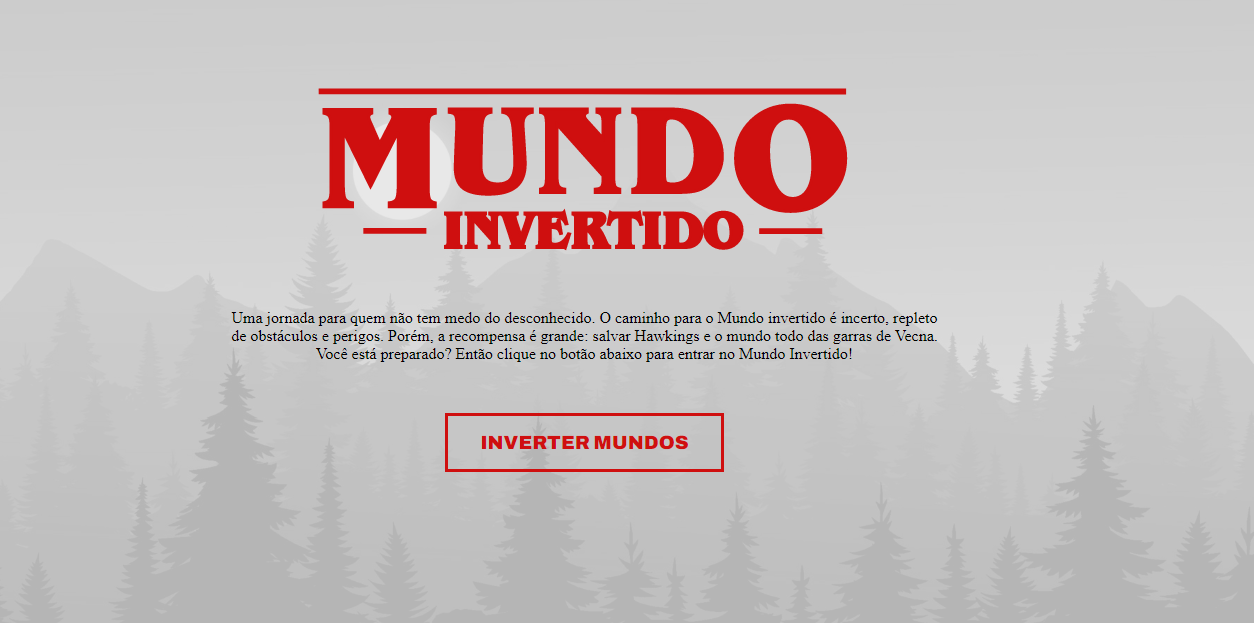 MUNDO
INVERTIDO
Uma jornada para quem não tem medo do desconhecido. O caminho para o Mundo invertido é incerto, repleto
de obstáculos e perigos. Porém, a recompensa é grande: salvar Hawkings e o mundo todo das garras de Vecna.
Você está preparado? Então clique no botão abaixo para entrar no Mundo Invertido!
INVERTER MUNDOS